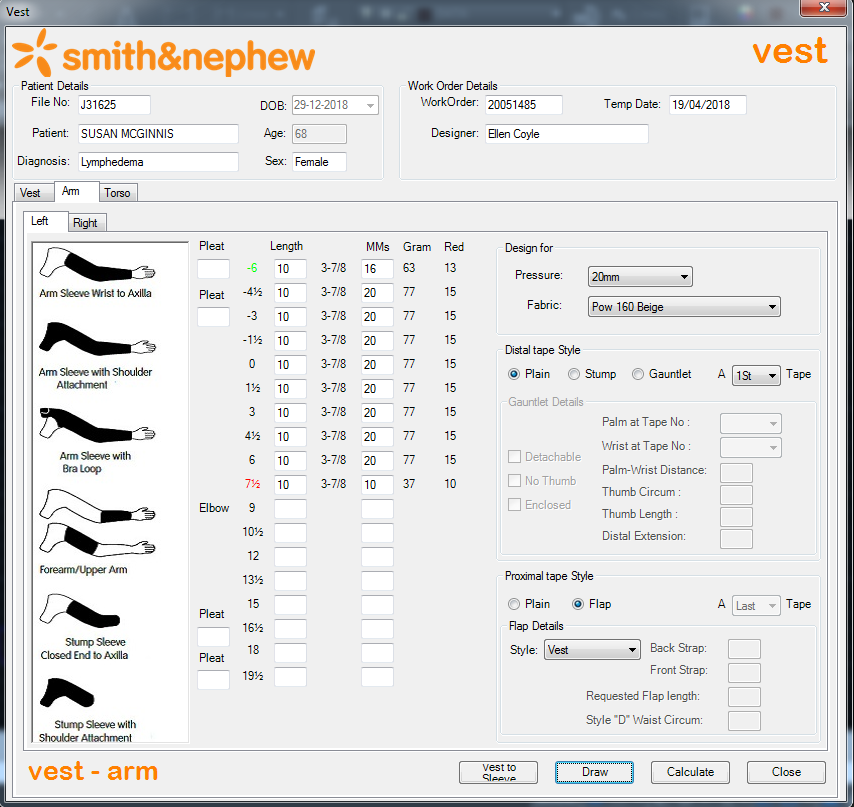 Vest
smith&nephew
vest
Patient Details
File No: J31625 DOB: 29-12-2018
Patient: SUSAN MCGINNIS Age: 68
Diagnosis: Lymphedema Sex: Female
Work Order Details
WorkOrder: 20051485 Temp Date: 19/04/2018
Designer: Ellen Coyle
Vest Arm Torso
Left Right
Arm Sleeve Wrist to Axilla
Arm Sleeve with Shoulder
Attachment
Arm Sleeve with
Bra Loop
Forearm/Upper Arm
Stump Sleeve
Closed End to Axilla
Stump Sleeve with
Shoulder Attachment
Pleat Length MMs Gram Red
-6 10 3-7/8 16 63 13
Pleat -4½ 10 3-7/8 20 77 15
-3 10 3-7/8 20 77 15
-1½ 10 3-7/8 20 77 15
0 10 3-7/8 20 77 15
1½ 10 3-7/8 20 77 15
3 10 3-7/8 20 77 15
4½ 10 3-7/8 20 77 15
6 10 3-7/8 20 77 15
7½ 10 3-7/8 10 37 10
Elbow 9
10½
12
13½
15
Pleat
16½
18
Pleat
19½
Design for
Pressure: 20mm
Fabric: Pow 160 Beige
Distal tape Style
Plain Stump Gauntlet A 1St Tape
Gauntlet Details
Palm at Tape No :
Wrist at Tape No :
Detachable
Palm-Wrist Distance:
No Thumb
Thumb Circum :
Enclosed
Thumb Length :
Distal Extension:
Proximal tape Style
Plain Flap A Last Tape
Flap Details
Style: Vest Back Strap:
Front Strap:
Requested Flap length:
Style "D" Waist Circum:
vest - arm
Vest to
Sleeve
Draw Calculate Close